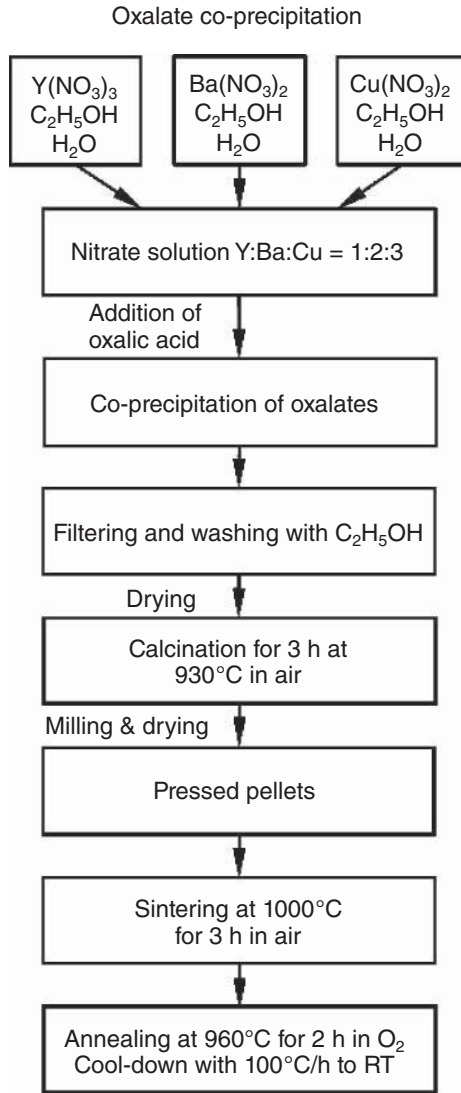 Oxalate co-precipitation
Y(NO₃)₃
C₂H₅OH
H₂O
Ba(NO₃)₂
C₂H₅OH
H₂O
Cu(NO₃)₂
C₂H₅OH
H₂O
Nitrate solution Y:Ba:Cu = 1:2:3
Addition of
oxalic acid
Co-precipitation of oxalates
Filtering and washing with C₂H₅OH
Drying
Calcination for 3 h at
930°C in air
Milling & drying
Pressed pellets
Sintering at 1000°C
for 3 h in air
Annealing at 960°C for 2 h in O₂
Cool-down with 100°C/h to RT